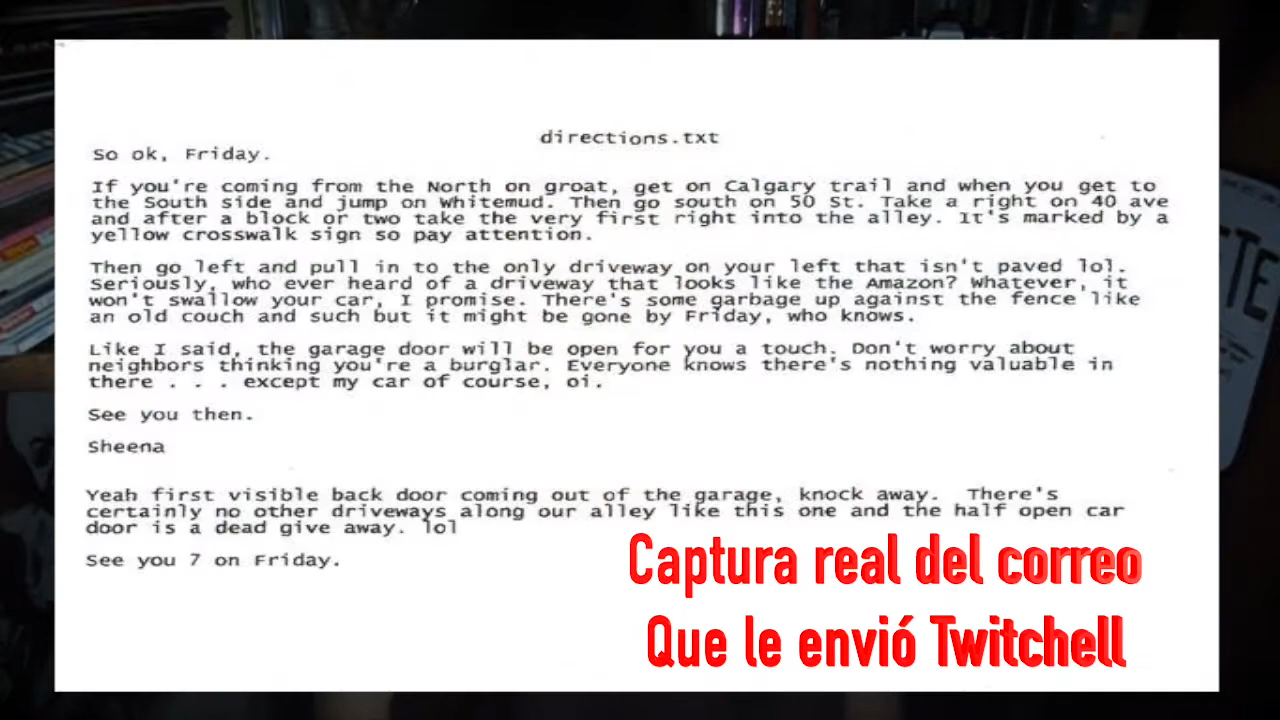 directions.txt
So ok, Friday.
If you're coming from the North on groat, get on Calgary trail and when you get to
the South side and jump on Whitemud. Then go south on 50 St. Take a right on 40 ave
and after a block or two take the very first right into the alley. It's marked by a
yellow crosswalk sign so pay attention.
Then go left and pull in to the only driveway on your left that isn't paved lol.
Seriously, who ever heard of a driveway that looks like the Amazon? Whatever, it
won't swallow your car, I promise. There's some garbage up against the fence like
an old couch and such but it might be gone by Friday, who knows.
Like I said, the garage door will be open for you a touch. Don't worry about
neighbors thinking you're a burglar. Everyone knows there's nothing valuable in
there . . . except my car of course, oi.
See you then.
Sheena
Yeah first visible back door coming out of the garage, knock away. There's
certainly no other driveways along our alley like this one and the half open car
door is a dead give away. lol
See you 7 on Friday.
Captura real del correo
Que le envió Twitchell